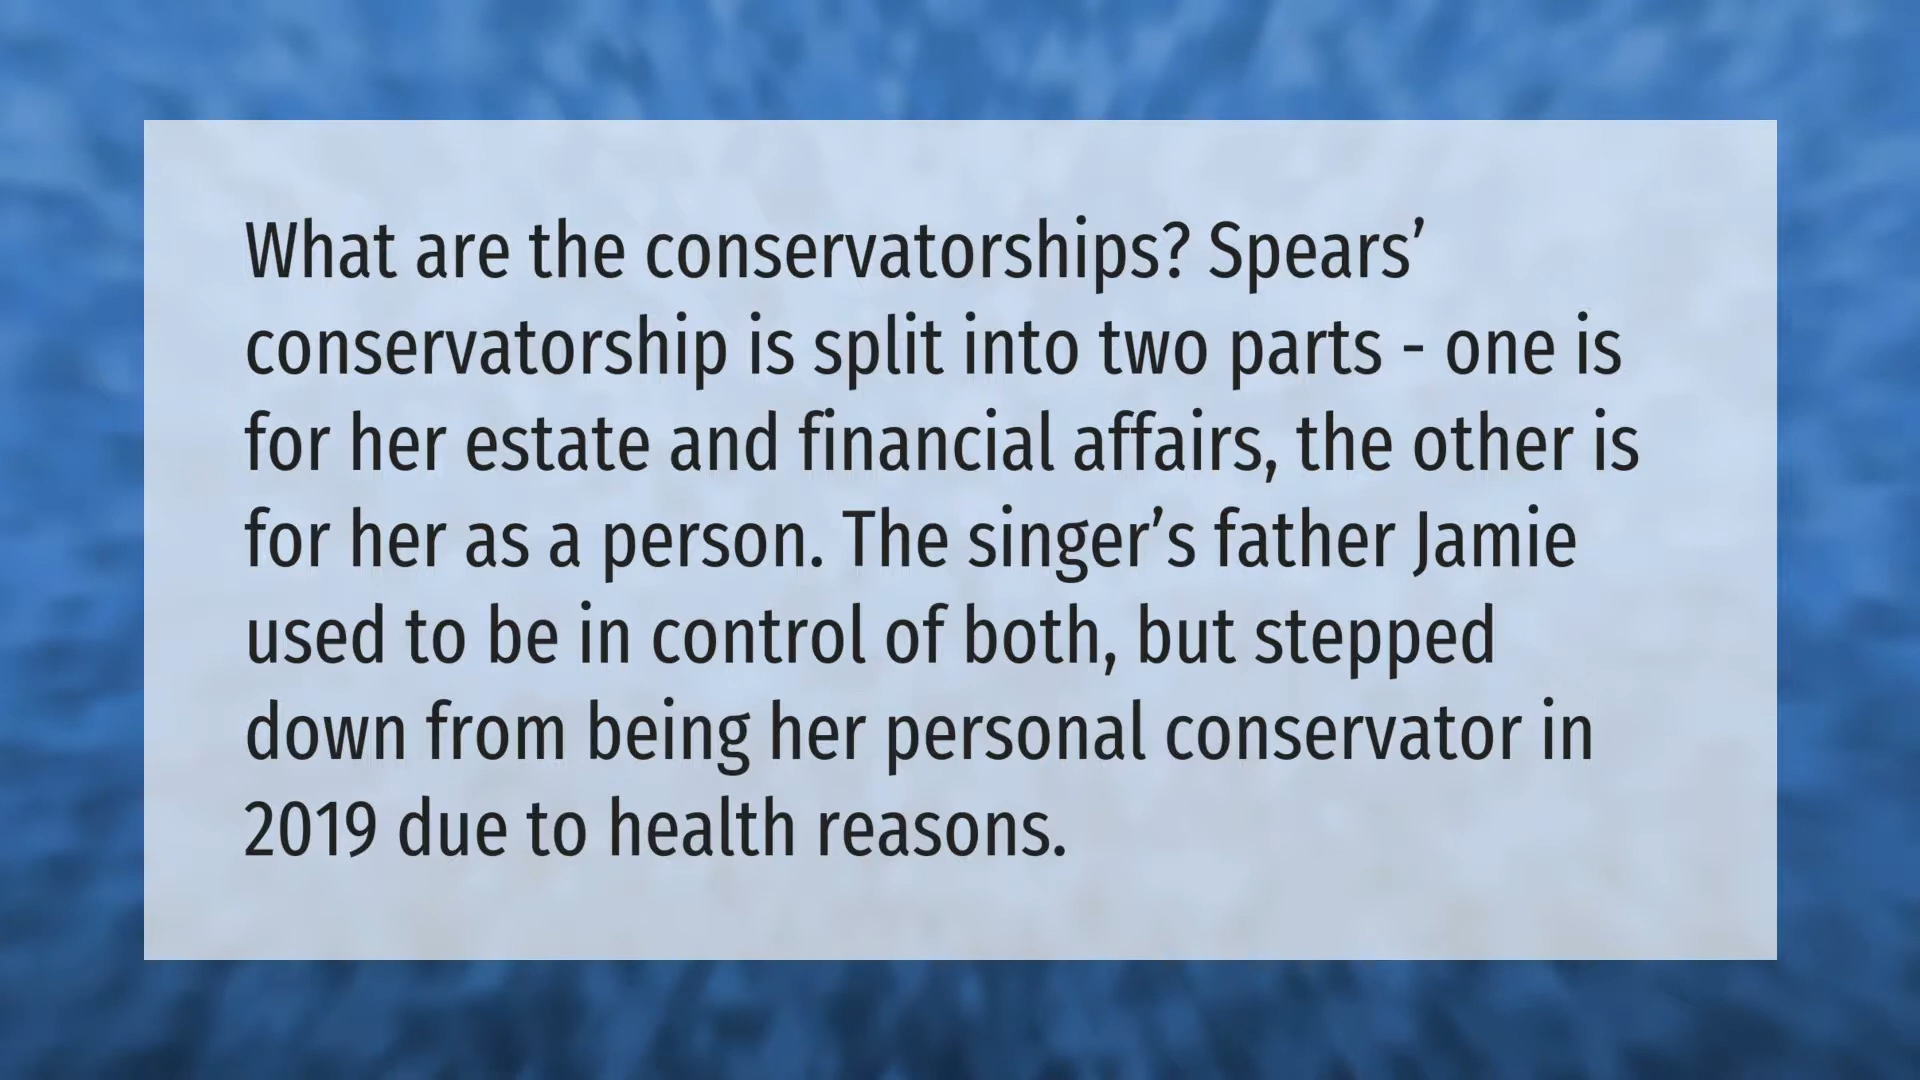 What are the conservatorships? Spears’
conservatorship is split into two parts - one is
for her estate and financial affairs, the other is
for her as a person. The singer’s father Jamie
used to be in control of both, but stepped
down from being her personal conservator in
2019 due to health reasons.